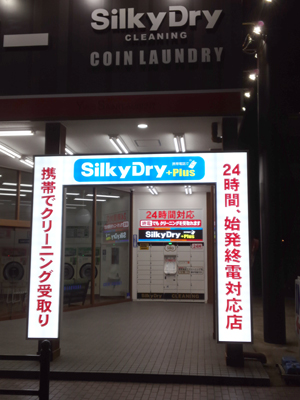 SilkyDry
CLEANING
COIN LAUNDRY
SilkyDry+Plus
携帯でクリーニング受取り
24時間、始発終電対応店
24時間対応
SilkyDry+Plus